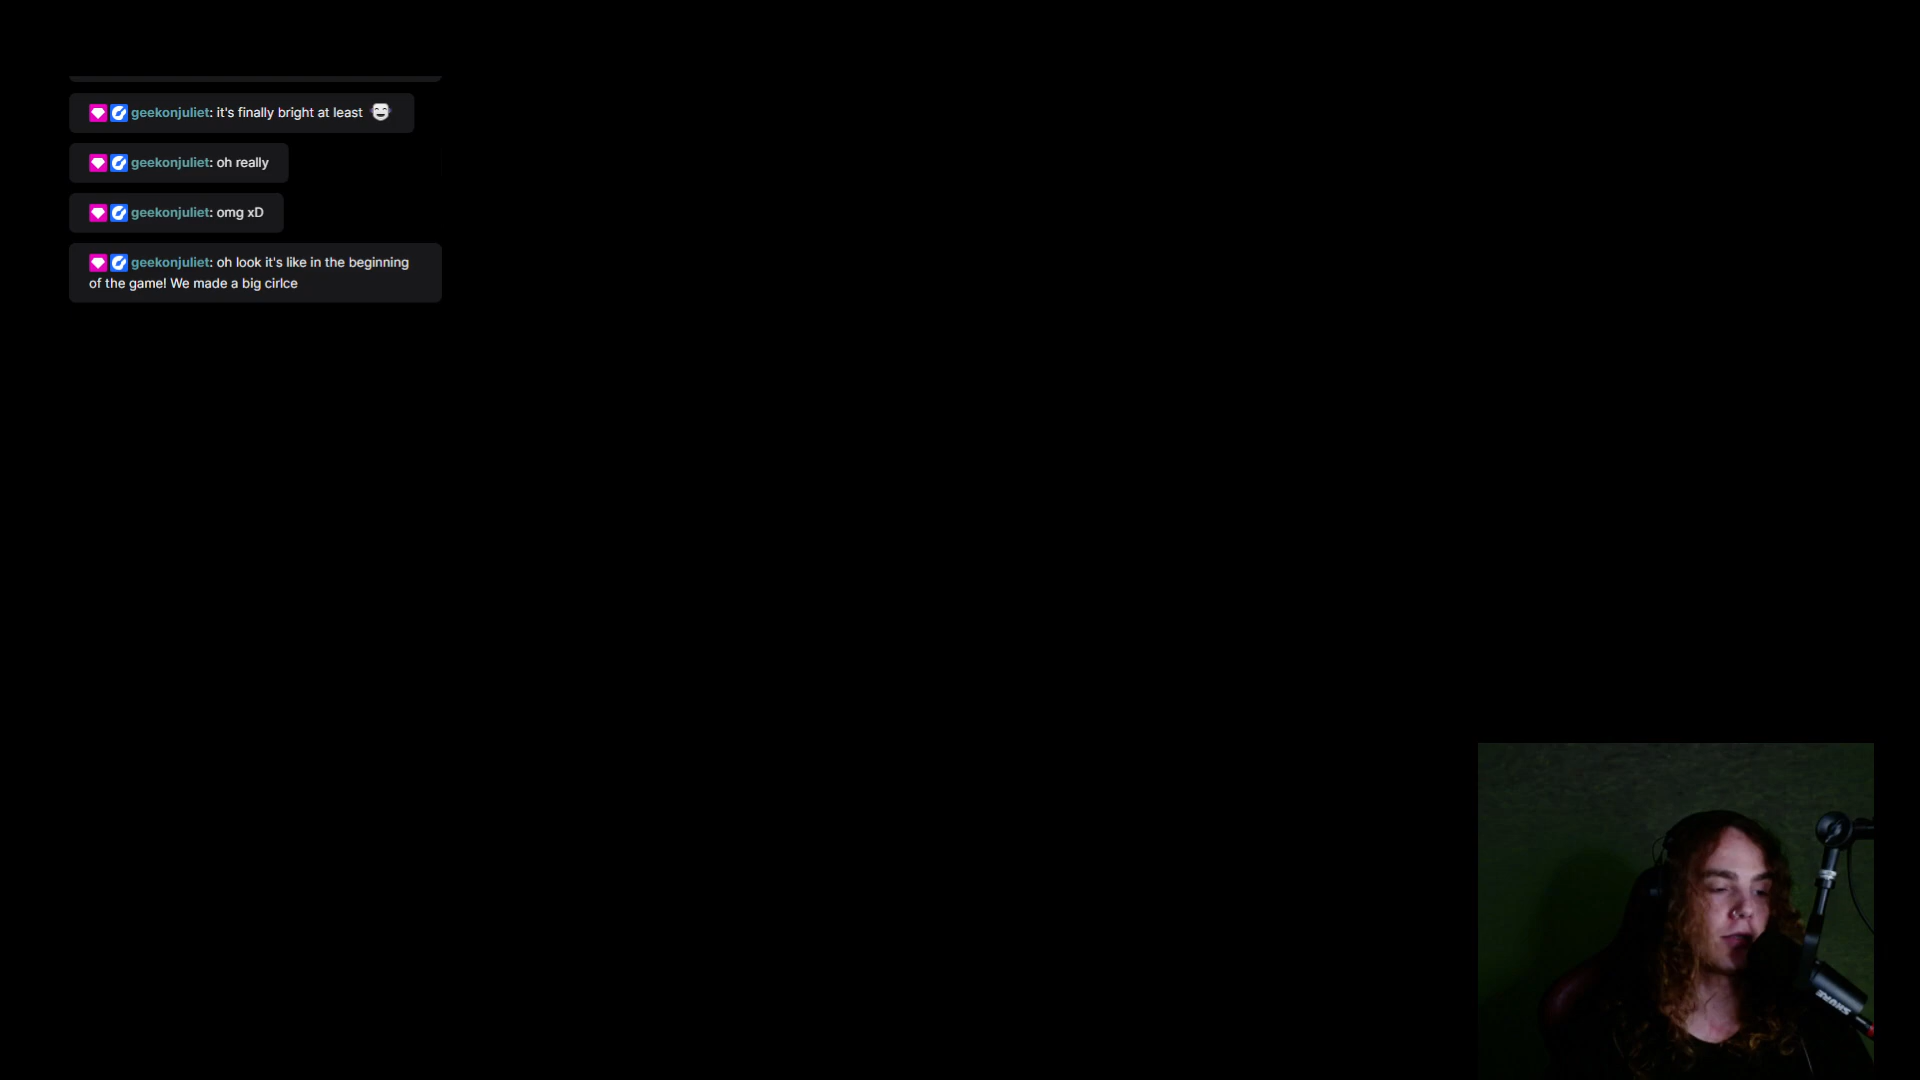 geekonjuliet: it's finally bright at least
geekonjuliet: oh really
geekonjuliet: omg xD
geekonjuliet: oh look it's like in the beginning
of the game! We made a big cirlce
SHURE